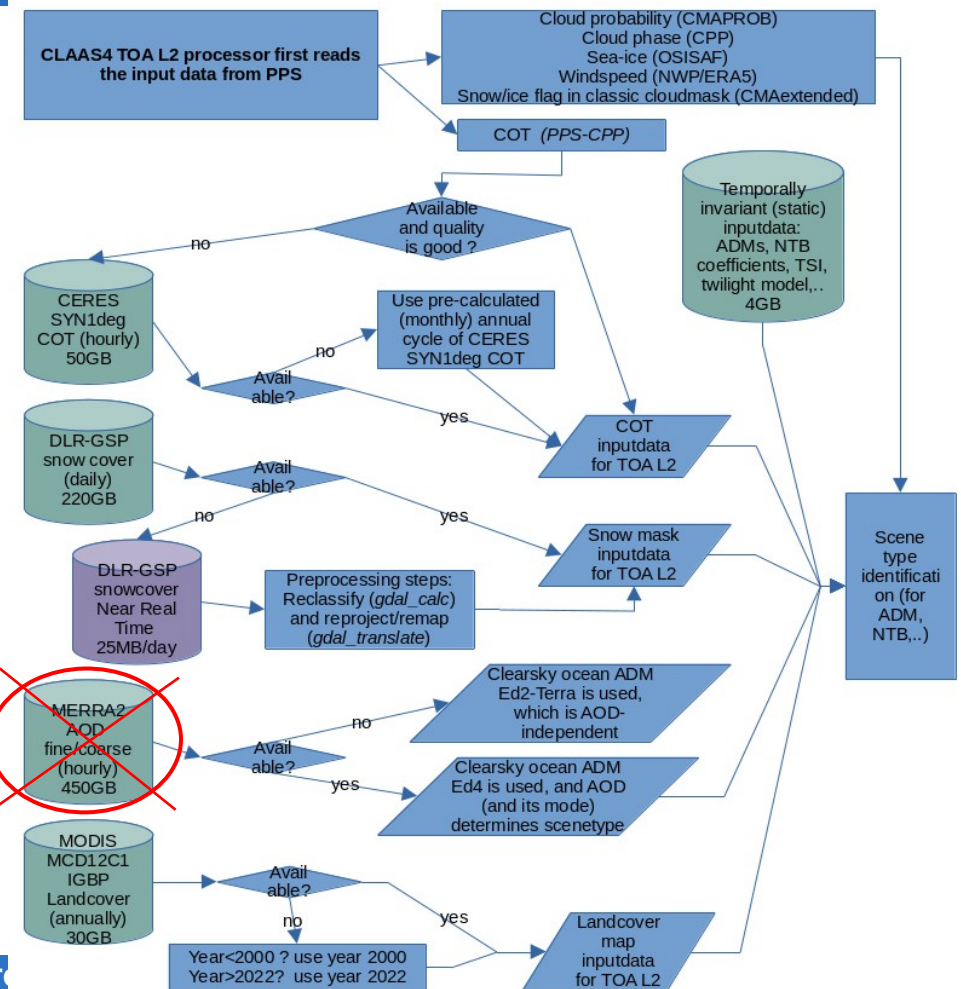 CLAAS4 TOA L2 processor first reads
the input data from PPS
Cloud probability (CMAPROB)
Cloud phase (CPP)
Sea-ice (OSISAF)
Windspeed (NWP/ERA5)
Snow/ice flag in classic cloudmask (CMAextended)
COT (PPS-CPP)
Available
and quality
is good ?
no
Temporally
invariant (static)
inputdata:
ADMs, NTB
coefficients, TSI,
twilight model,..
4GB
CERES
SYN1deg
COT (hourly)
50GB
Use pre-calculated
(monthly) annual
cycle of CERES
SYN1deg COT
no
Avail
able?
yes
COT
inputdata
for TOA L2
DLR-GSP
snow cover
(daily)
220GB
Avail
able?
no
yes
Snow mask
inputdata
for TOA L2
Scene
type
identificati
on (for
ADM,
NTB,..)
DLR-GSP
snowcover
Near Real
Time
25MB/day
Preprocessing steps:
Reclassify (gdal_calc)
and reproject/remap
(gdal_translate)
MERRA2
AOD
fine/coarse
(hourly)
450GB
Avail
able?
no
Clearsky ocean ADM
Ed2-Terra is used,
which is AOD-
independent
yes
Clearsky ocean ADM
Ed4 is used, and AOD
(and its mode)
determines scenetype
MODIS
MCD12C1
IGBP
Landcover
(annually)
30GB
Avail
able?
no
yes
Year<2000 ? use year 2000
Year>2022? use year 2022
Landcover
map
inputdata
for TOA L2